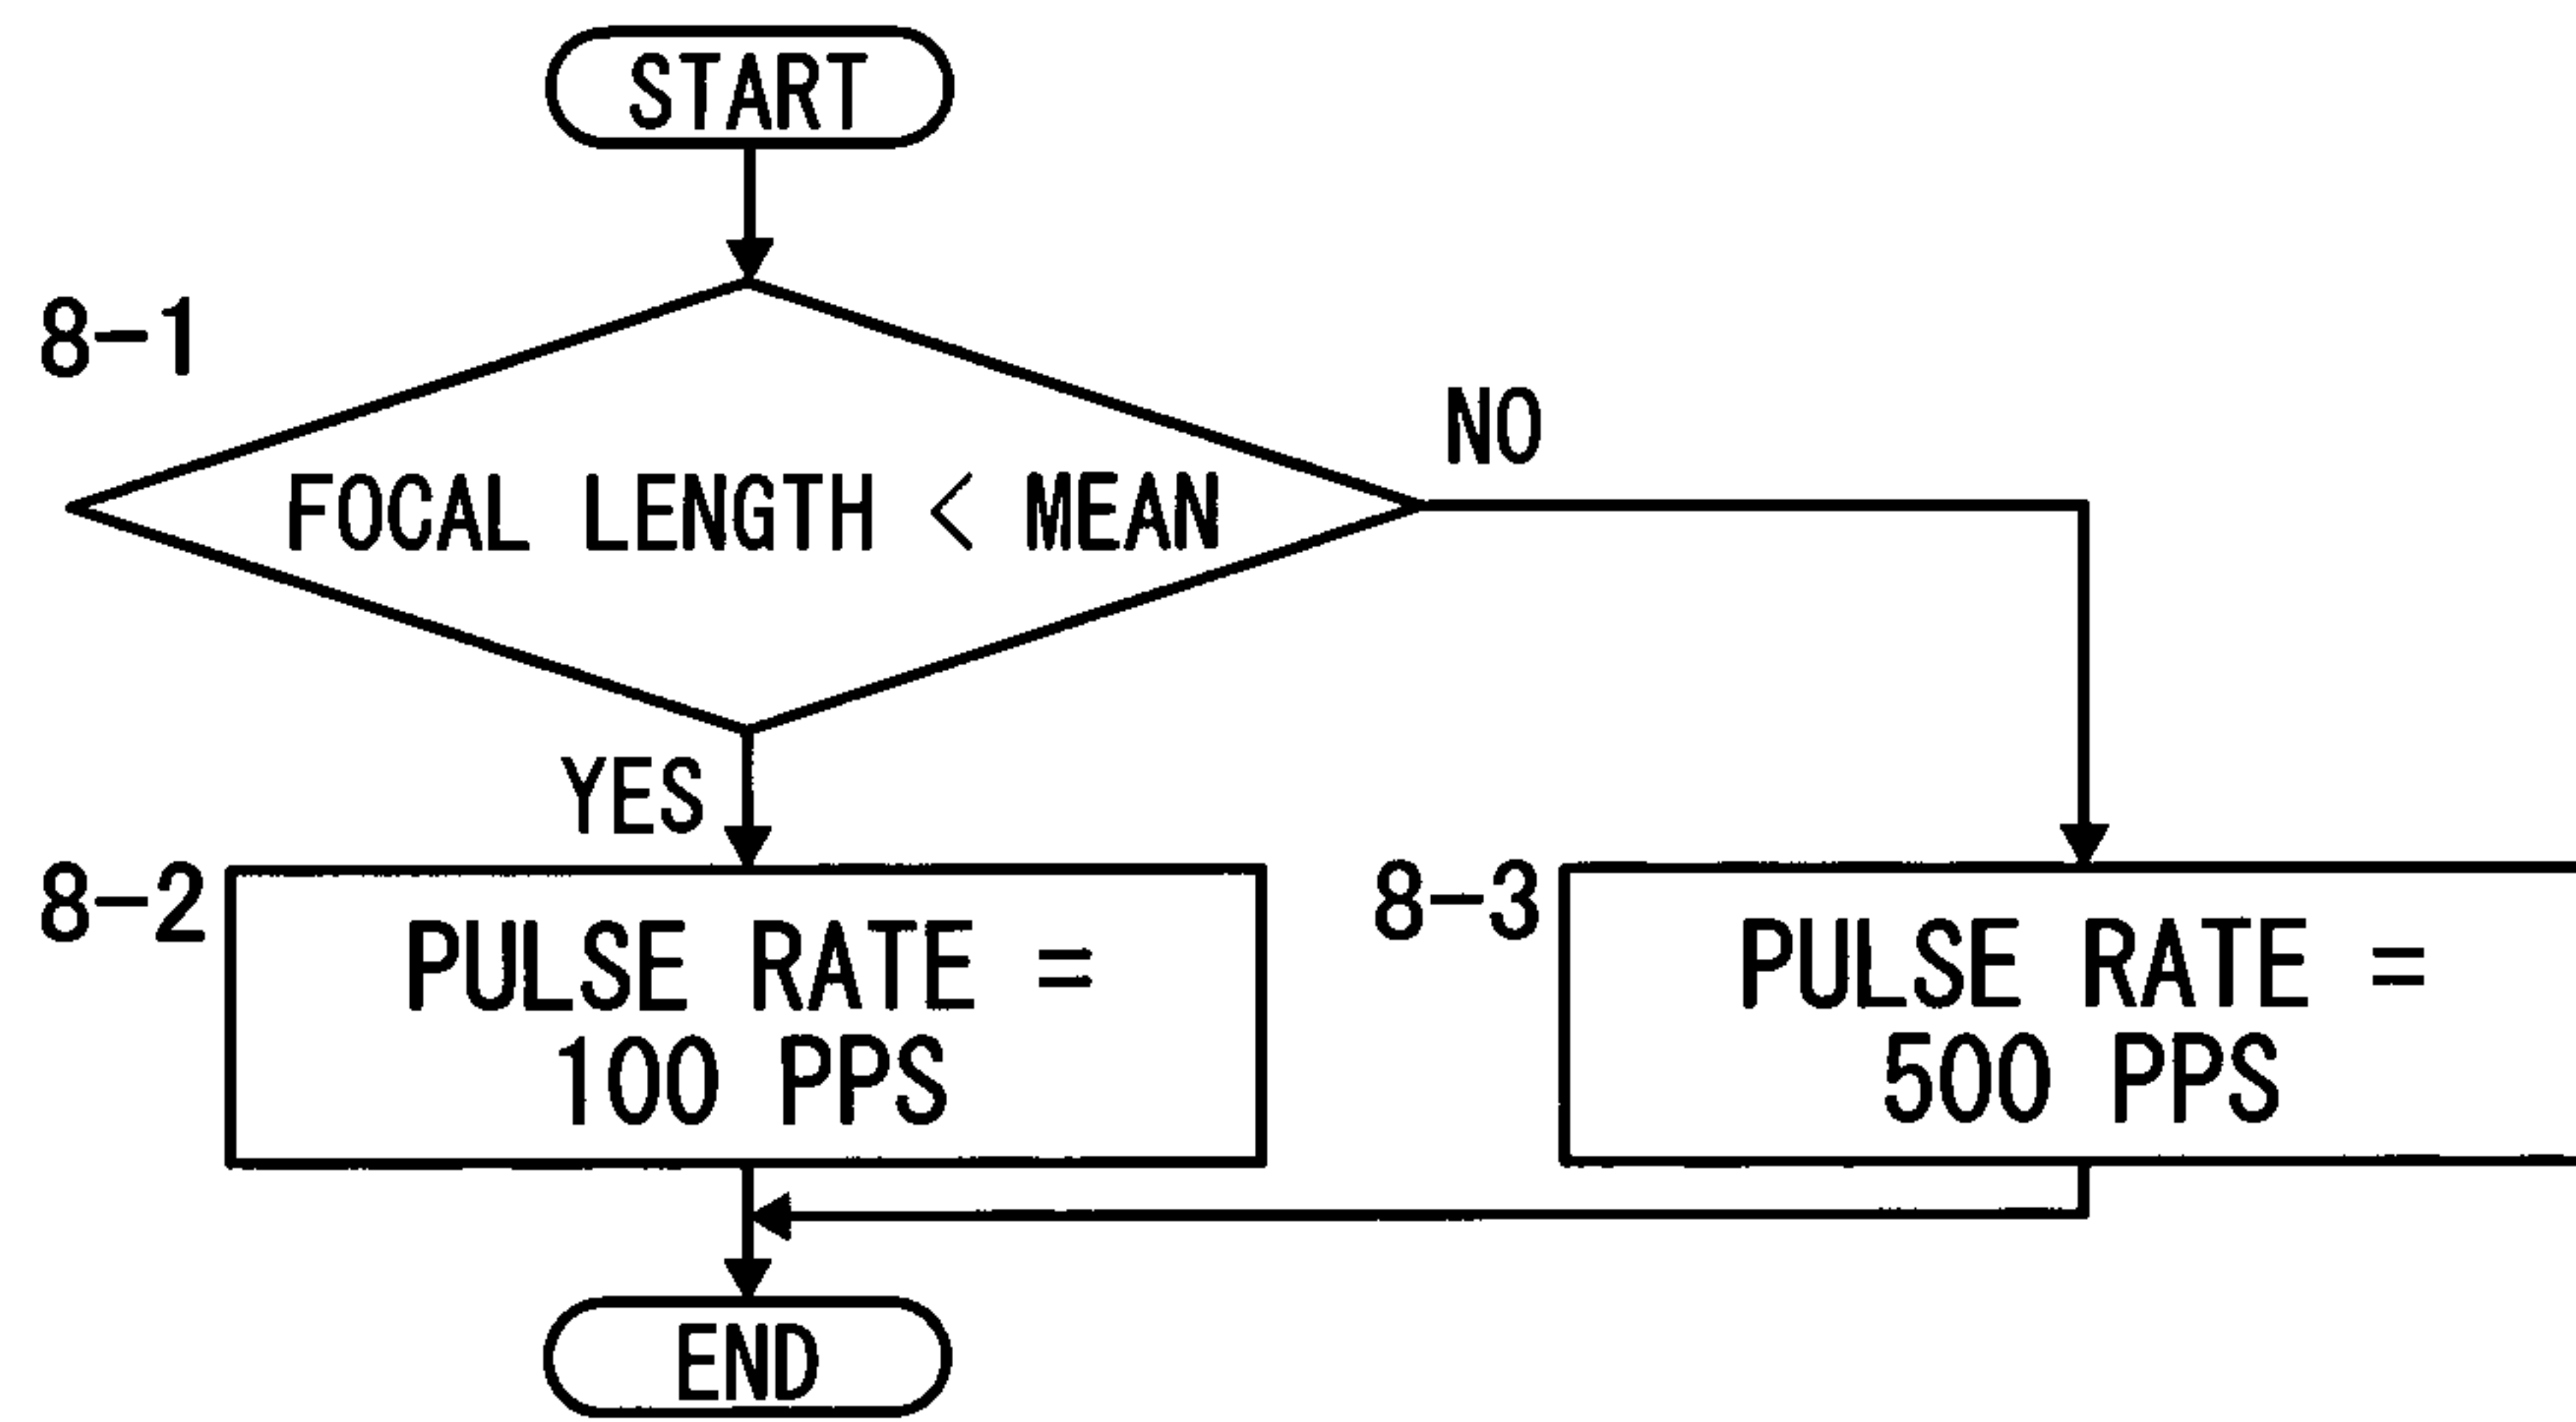 START
8-1
FOCAL LENGTH < MEAN
NO
YES
8-2
PULSE RATE =
100 PPS
8-3
PULSE RATE =
500 PPS
END